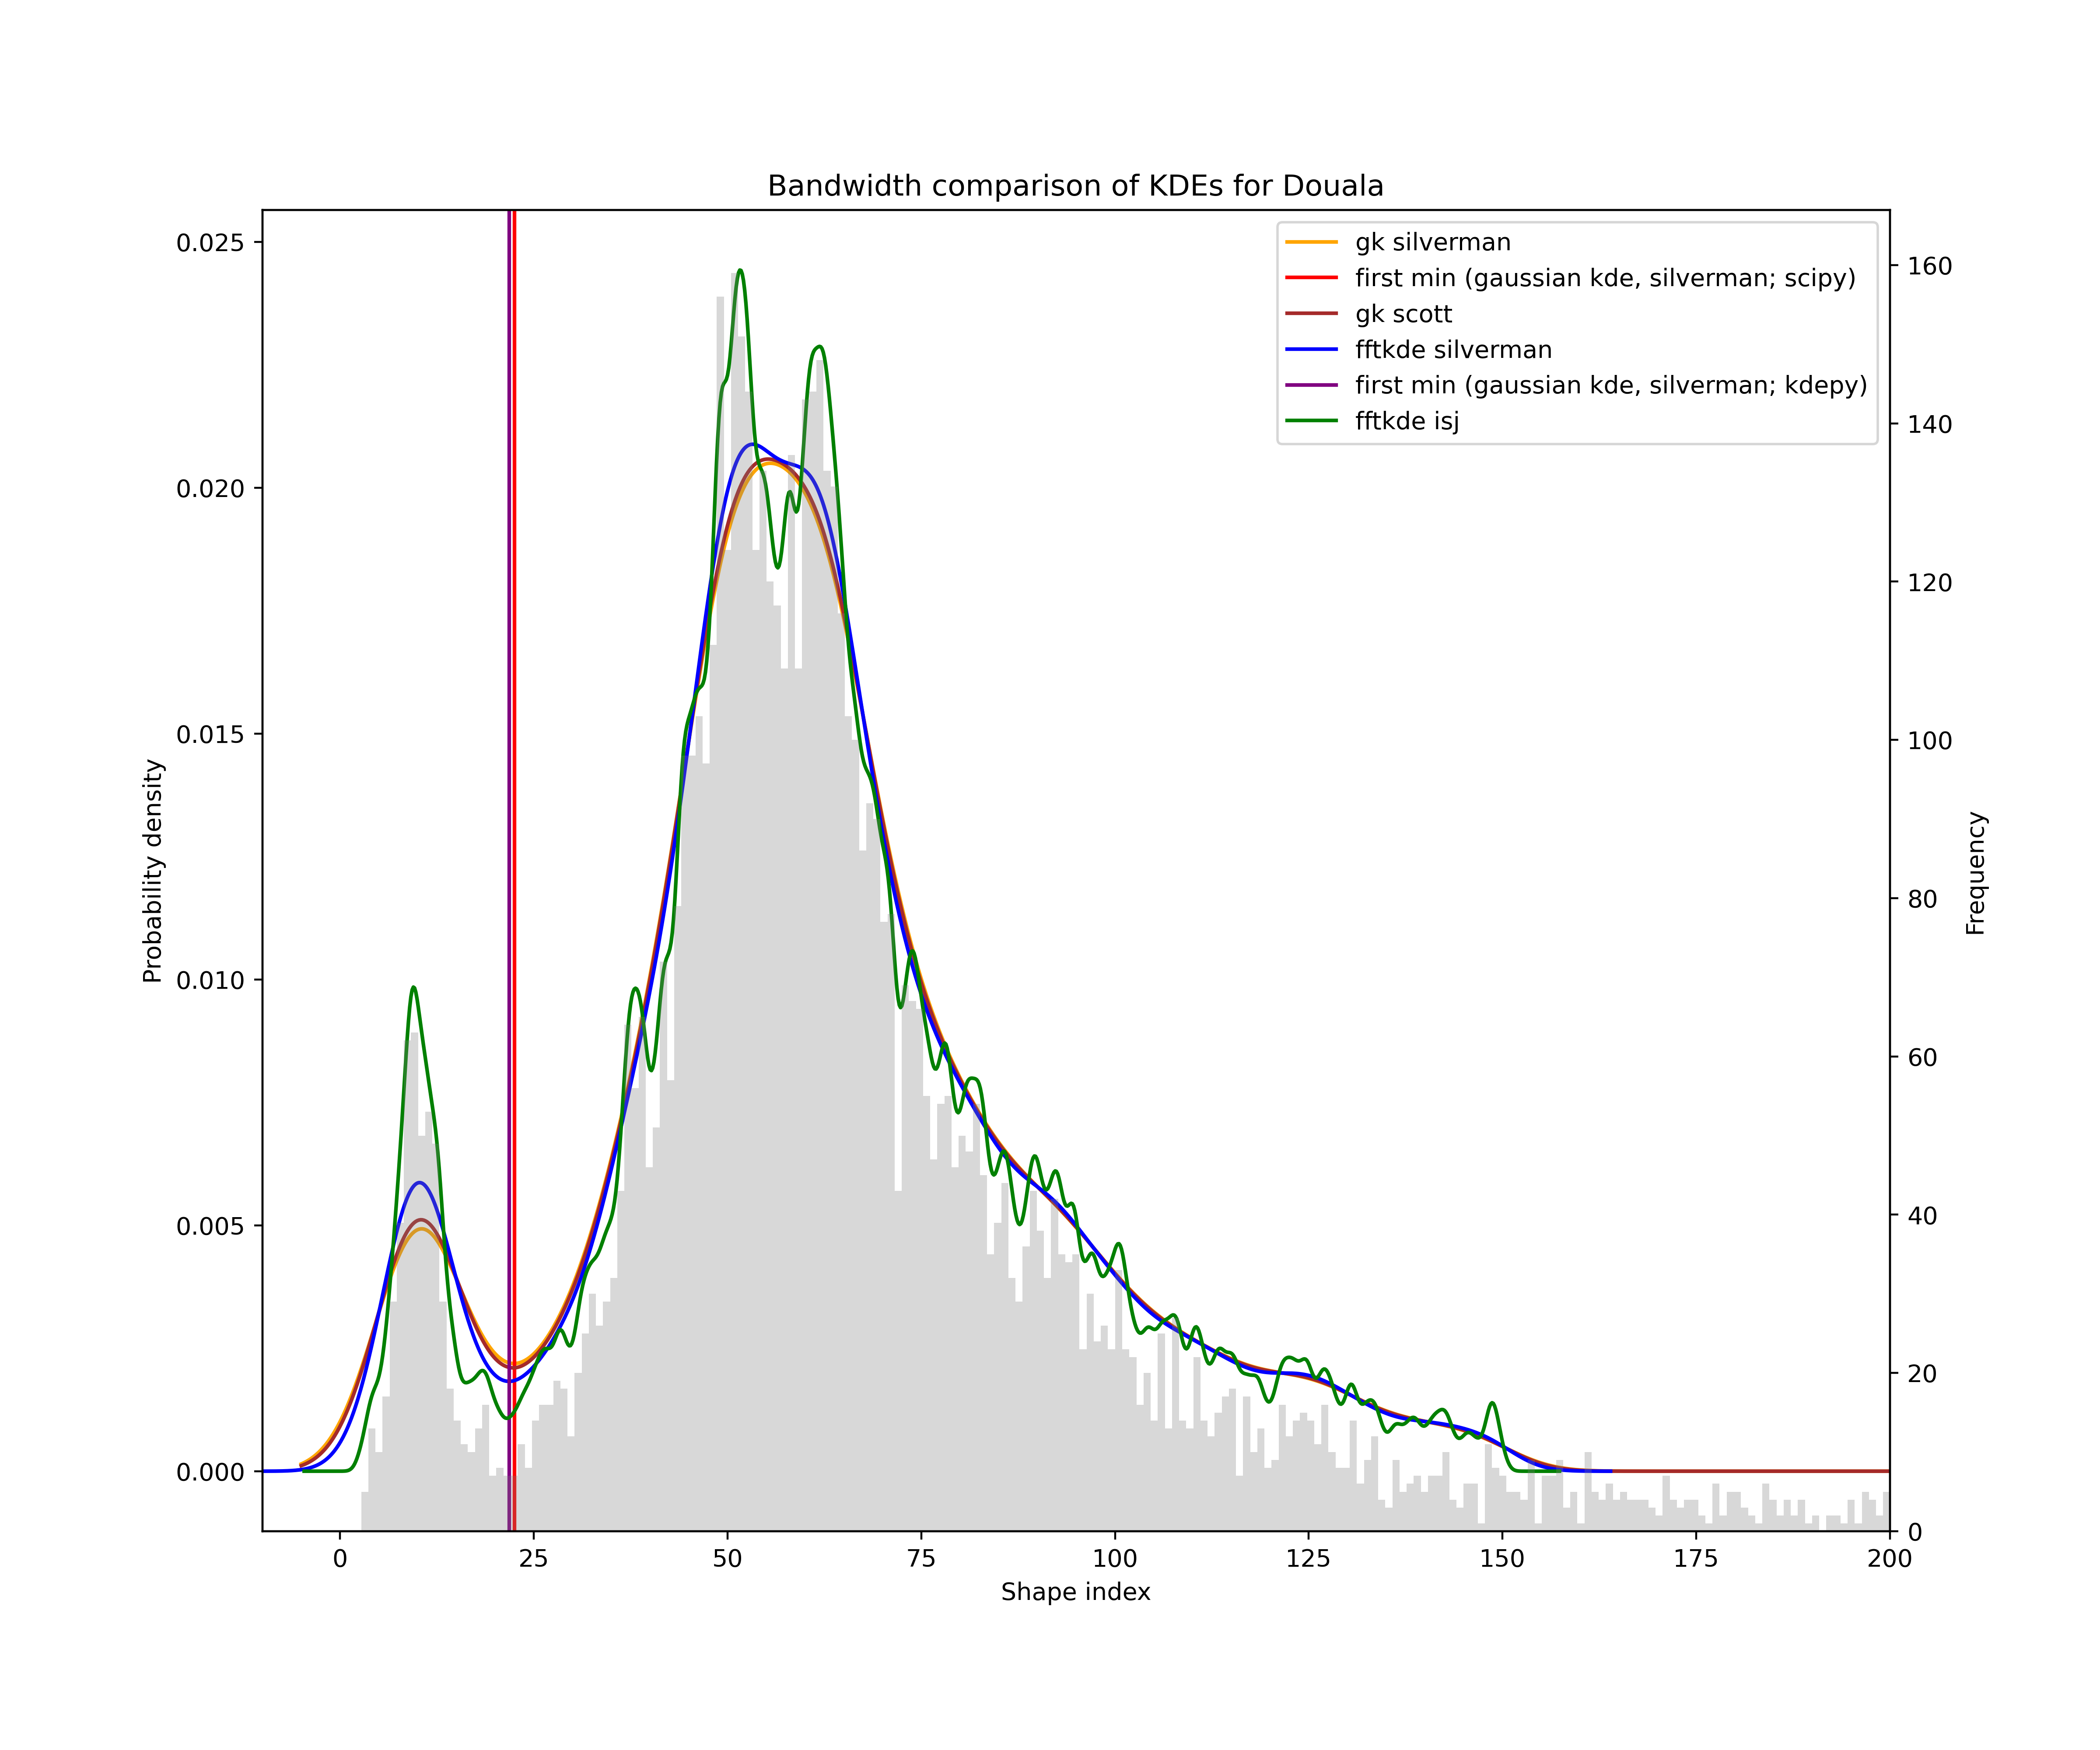 Bandwidth comparison of KDEs for Douala
gk silverman
first min (gaussian kde, silverman; scipy)
gk scott
fftkde silverman
first min (gaussian kde, silverman; kdepy)
fftkde isj
0.025
0.020
0.015
0.010
0.005
0.000
Probability density
160
140
120
100
80
60
40
20
0
Frequency
0 25 50 75 100 125 150 175 200
Shape index